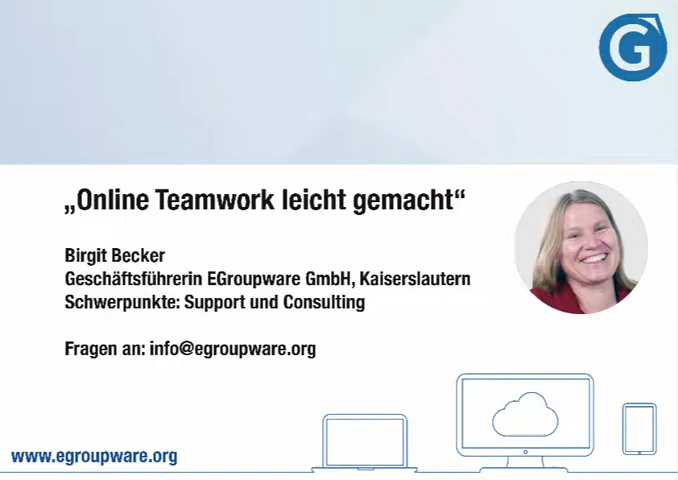 G
„Online Teamwork leicht gemacht“
Birgit Becker
Geschäftsführerin EGroupware GmbH, Kaiserslautern
Schwerpunkte: Support und Consulting
Fragen an: info@egroupware.org
www.egroupware.org